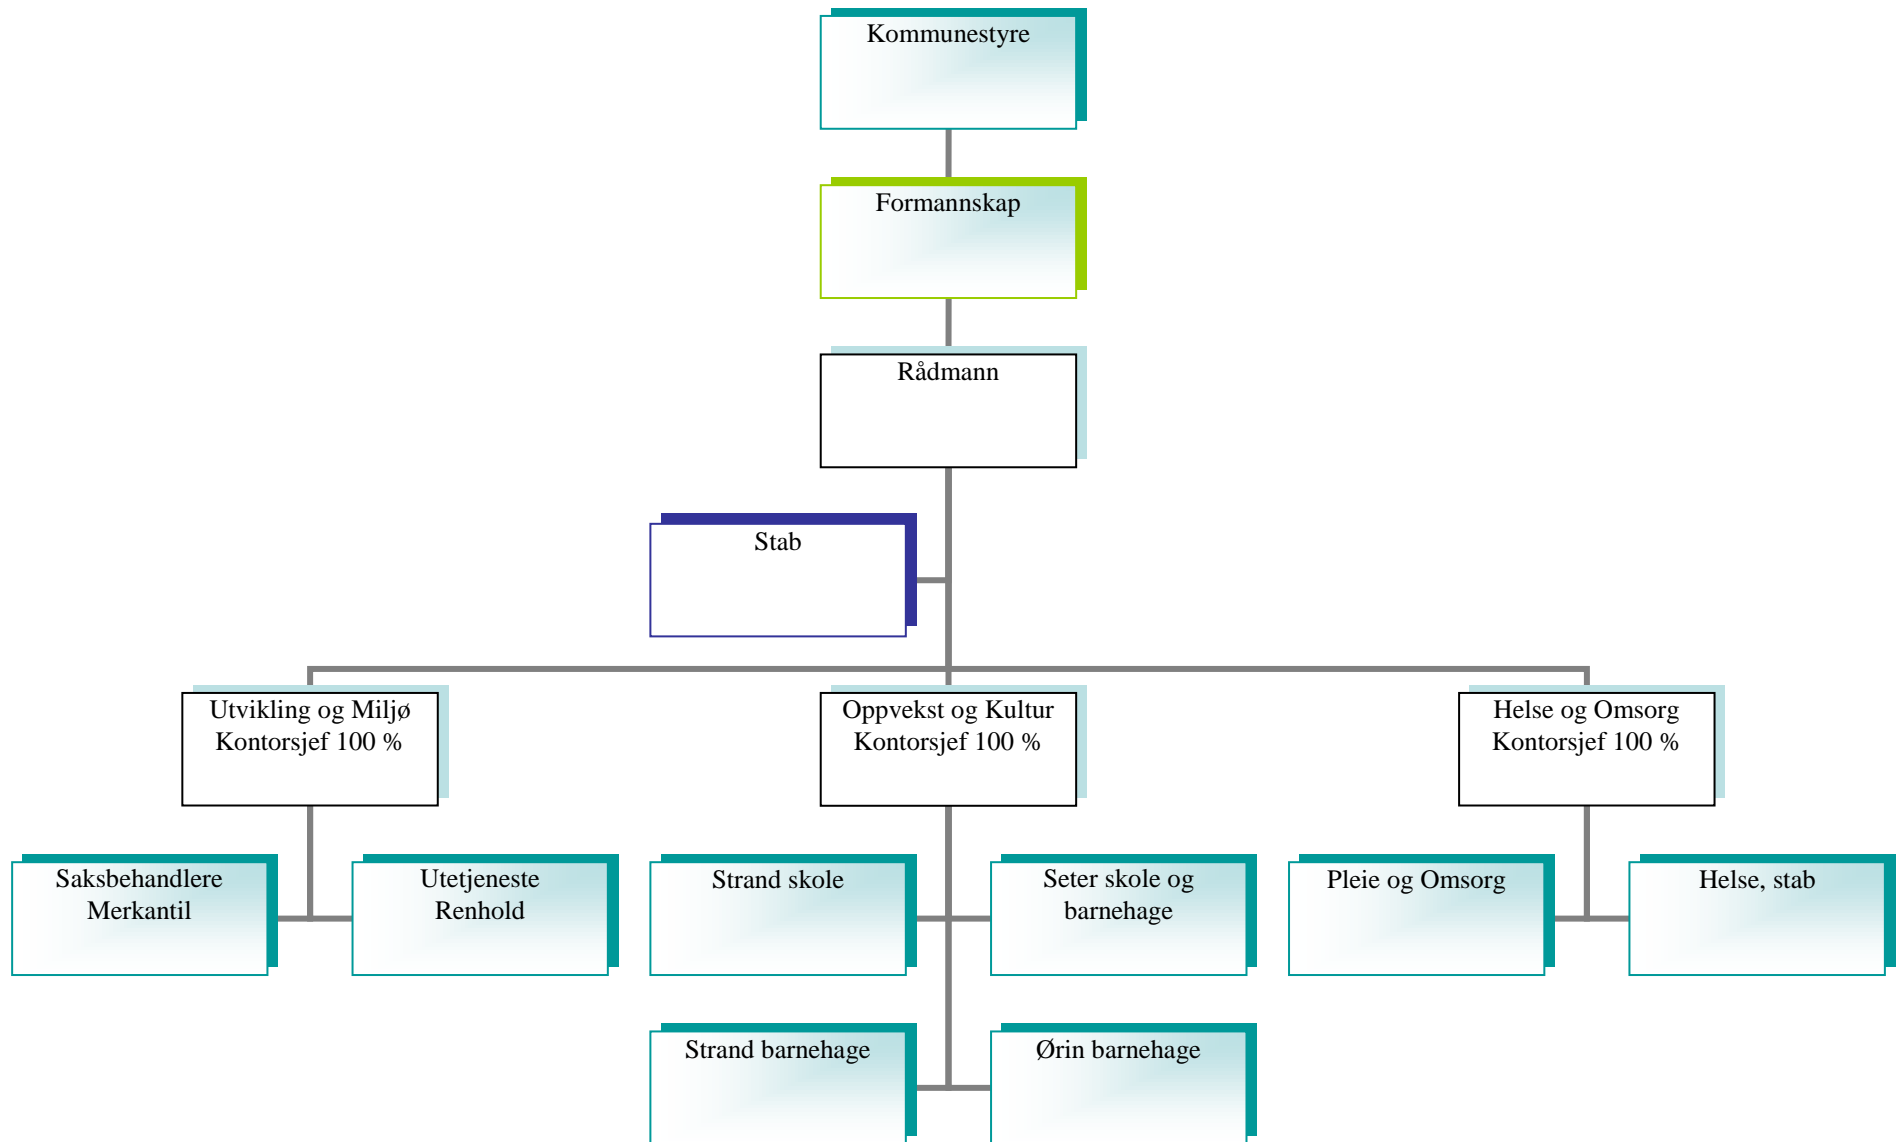 Kommunestyre
Formannskap
Rådmann
Stab
Utvikling og Miljø
Kontorsjef 100 %
Oppvekst og Kultur
Kontorsjef 100 %
Helse og Omsorg
Kontorsjef 100 %
Saksbehandlere
Merkantil
Utetjeneste
Renhold
Strand skole
Seter skole og
barnehage
Pleie og Omsorg
Helse, stab
Strand barnehage
Ørin barnehage